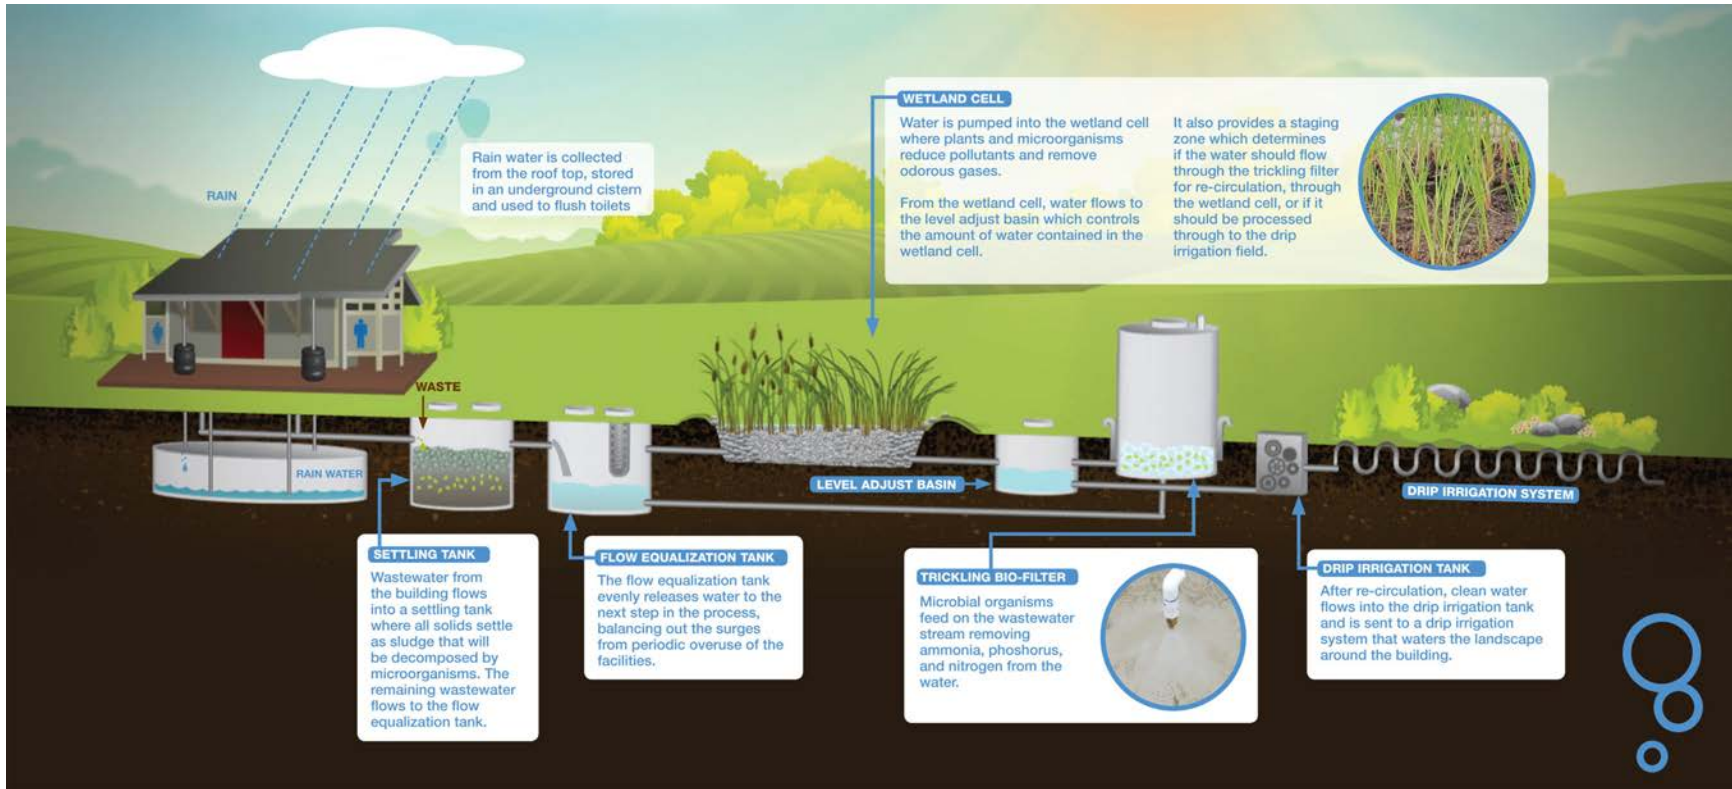 RAIN
Rain water is collected
from the roof top, stored
in an underground cistern
and used to flush toilets
WETLAND CELL
Water is pumped into the wetland cell
where plants and microorganisms
reduce pollutants and remove
odorous gases.
From the wetland cell, water flows to
the level adjust basin which controls
the amount of water contained in the
wetland cell.
It also provides a staging
zone which determines
if the water should flow
through the trickling filter
for re-circulation, through
the wetland cell, or if it
should be processed
through to the drip
irrigation field.
WASTE
RAIN WATER
LEVEL ADJUST BASIN
DRIP IRRIGATION SYSTEM
SETTLING TANK
Wastewater from
the building flows
into a settling tank
where all solids settle
as sludge that will
be decomposed by
microorganisms. The
remaining wastewater
flows to the flow
equalization tank.
FLOW EQUALIZATION TANK
The flow equalization tank
evenly releases water to the
next step in the process,
balancing out the surges
from periodic overuse of the
facilities.
TRICKLING BIO-FILTER
Microbial organisms
feed on the wastewater
stream removing
ammonia, phoshorus,
and nitrogen from the
water.
DRIP IRRIGATION TANK
After re-circulation, clean water
flows into the drip irrigation tank
and is sent to a drip irrigation
system that waters the landscape
around the building.